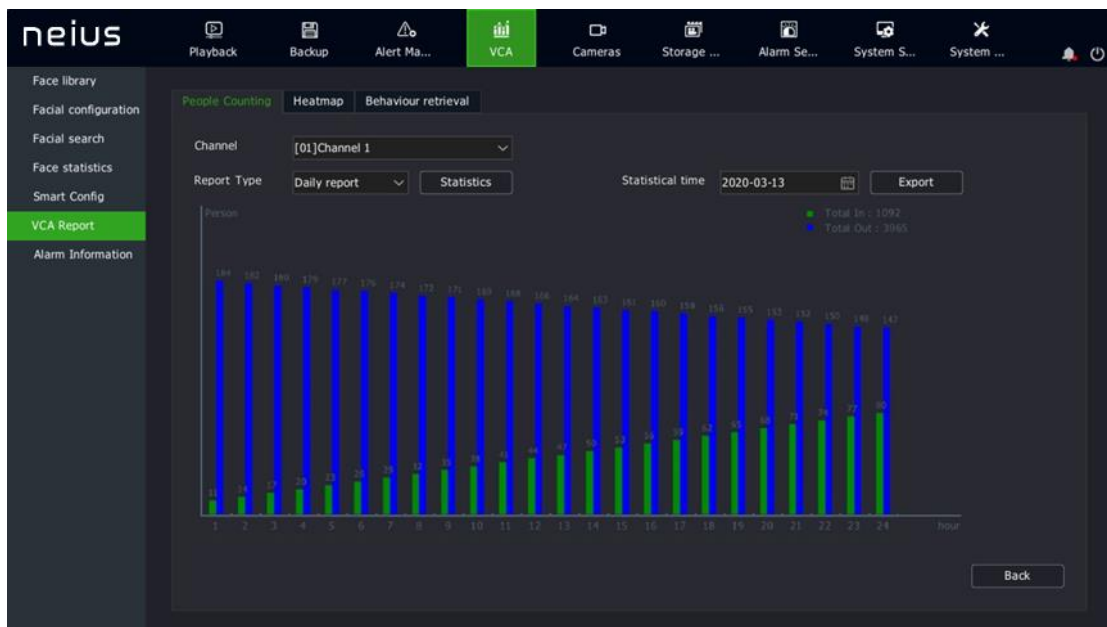 neius
Playback Backup Alert Ma... VCA Cameras Storage ... Alarm Se... System S... System ...
Face library
Facial configuration
Facial search
Face statistics
Smart Config
VCA Report
Alarm Information
People Counting Heatmap Behaviour retrieval
Channel [01]Channel 1
Report Type Daily report Statistics Statistical time 2020-03-13 Export
Person
Total In : 1092
Total Out : 3965
184 182 180 179 177 176 174 173 171 169 168 166 164 163 161 160 158 156 155 153 152 150 148 147
11 14 17 20 23 26 29 32 35 38 41 44 47 50 53 56 59 62 65 68 71 74 77 80
1 2 3 4 5 6 7 8 9 10 11 12 13 14 15 16 17 18 19 20 21 22 23 24 hour
Back